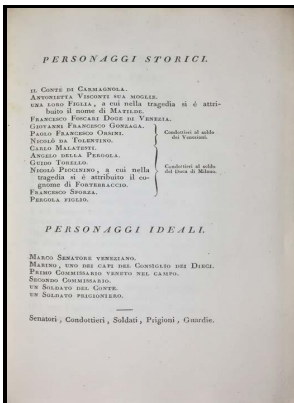 PERSONAGGI STORICI.
IL CONTE DI CARMAGNOLA.
ANTONIETTA VISCONTI SUA MOGLIE.
UNA LORO FIGLIA, a cui nella tragedia si è attri-
buito il nome di MATILDE.
FRANCESCO FOSCARI DOGE DI VENEZIA.
GIOVANNI FRANCESCO GONZAGA.
PAOLO FRANCESCO ORSINI.
NICOLÒ DA TOLENTINO.
Condottieri al soldo
dei Veneziani.
CARLO MALATESTI.
ANGELO DELLA PERGOLA.
GUIDO TORELLO.
NICOLÒ PICCININO, a cui nella
tragedia si è attribuito il co-
gnome di FORTEBRACCIO.
FRANCESCO SFORZA.
PERGOLA FIGLIO.
Condottieri al soldo
del Duca di Milano.
PERSONAGGI IDEALI.
MARCO SENATORE VENEZIANO.
MARINO, UNO DEI CAPI DEL CONSIGLIO DEI DIECI.
PRIMO COMMISSARIO VENETO NEL CAMPO.
SECONDO COMMISSARIO.
UN SOLDATO DEL CONTE.
UN SOLDATO PRIGIONIERO.
Senatori, Condottieri, Soldati, Prigioni, Guardie.